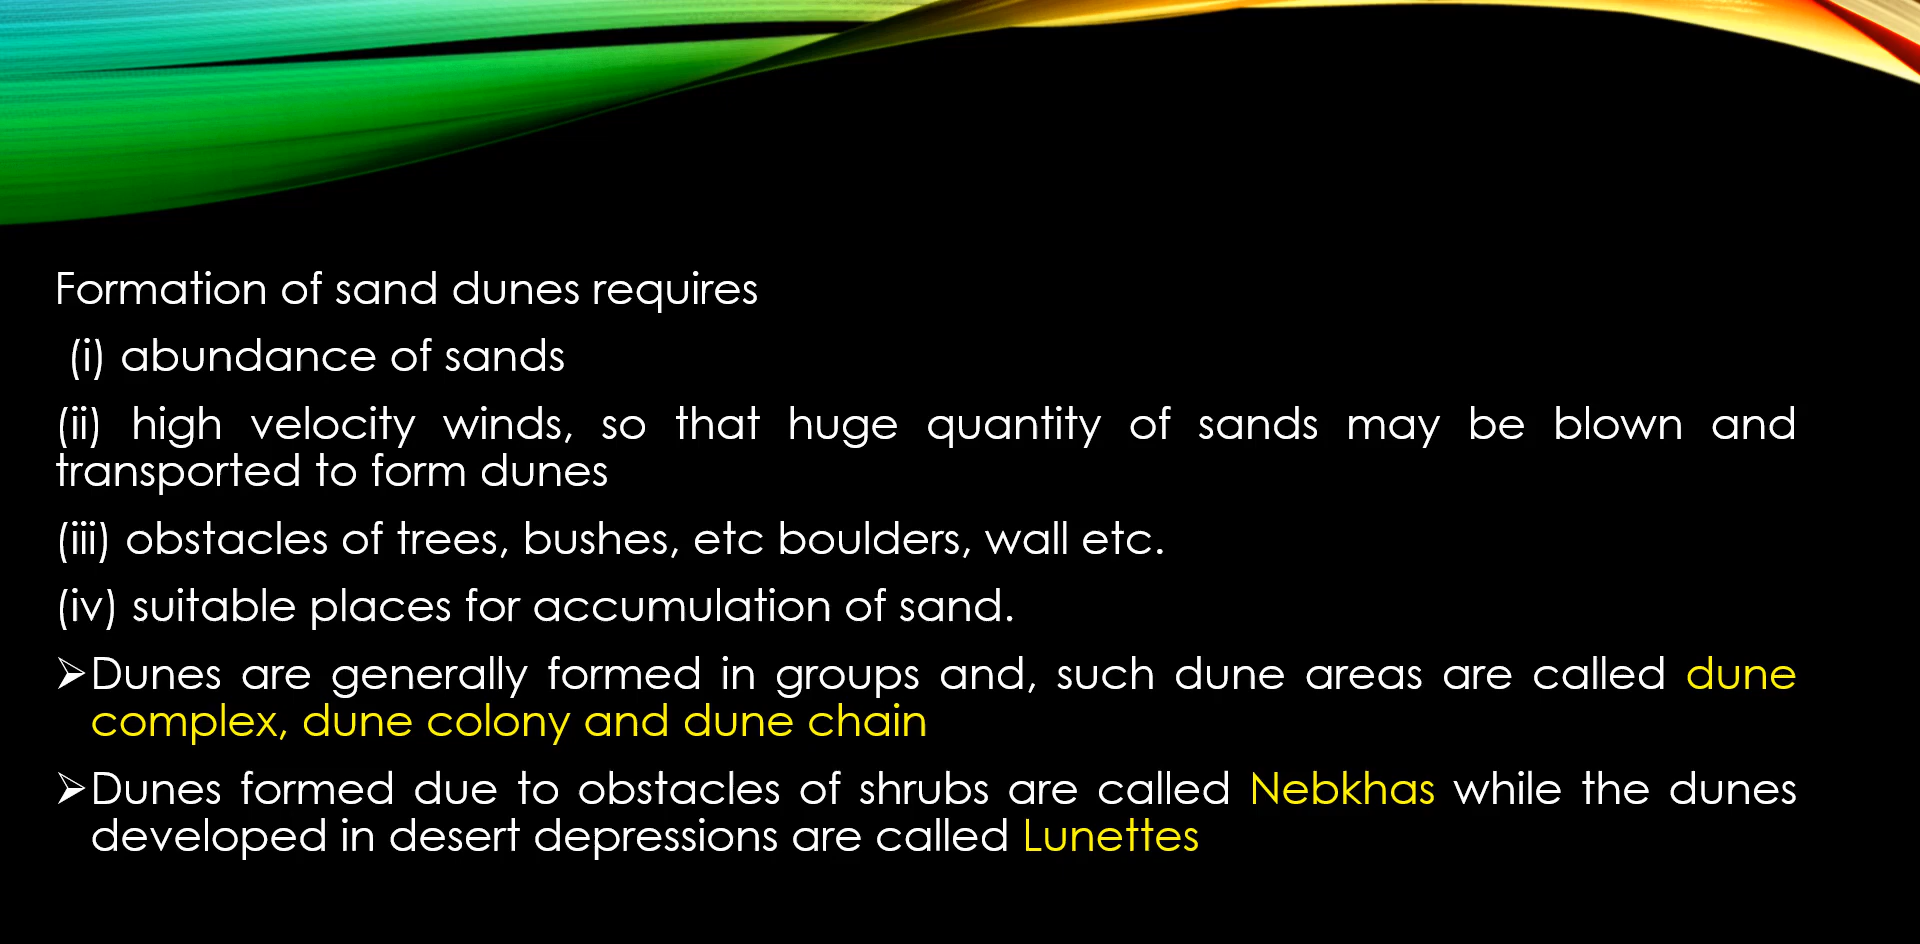 Formation of sand dunes requires
(i) abundance of sands
(ii) high velocity winds, so that huge quantity of sands may be blown and
transported to form dunes
(iii) obstacles of trees, bushes, etc boulders, wall etc.
(iv) suitable places for accumulation of sand.
➢Dunes are generally formed in groups and, such dune areas are called dune
complex, dune colony and dune chain
➢Dunes formed due to obstacles of shrubs are called Nebkhas while the dunes
developed in desert depressions are called Lunettes